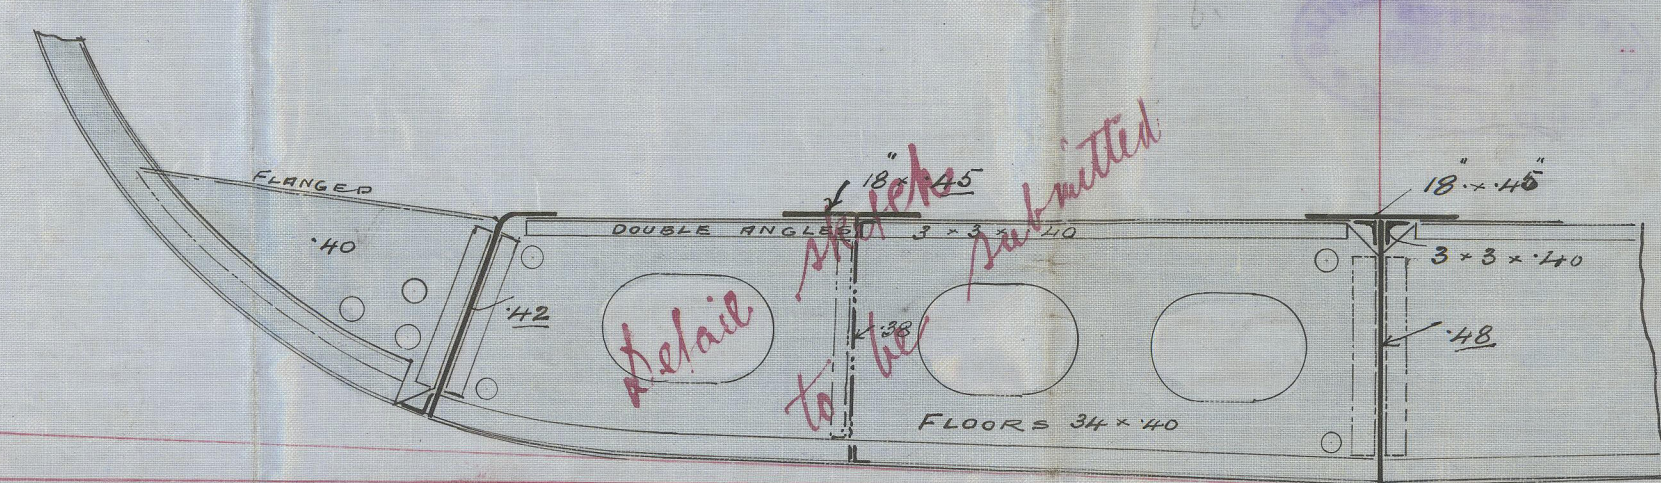 FLANGED
.40
.42
18" × .45
DOUBLE ANGLES 3 × 3 × .40
Detail sketch
to be submitted
.38
FLOORS 34 × .40
18" × .45"
3 × 3 × .40
.48